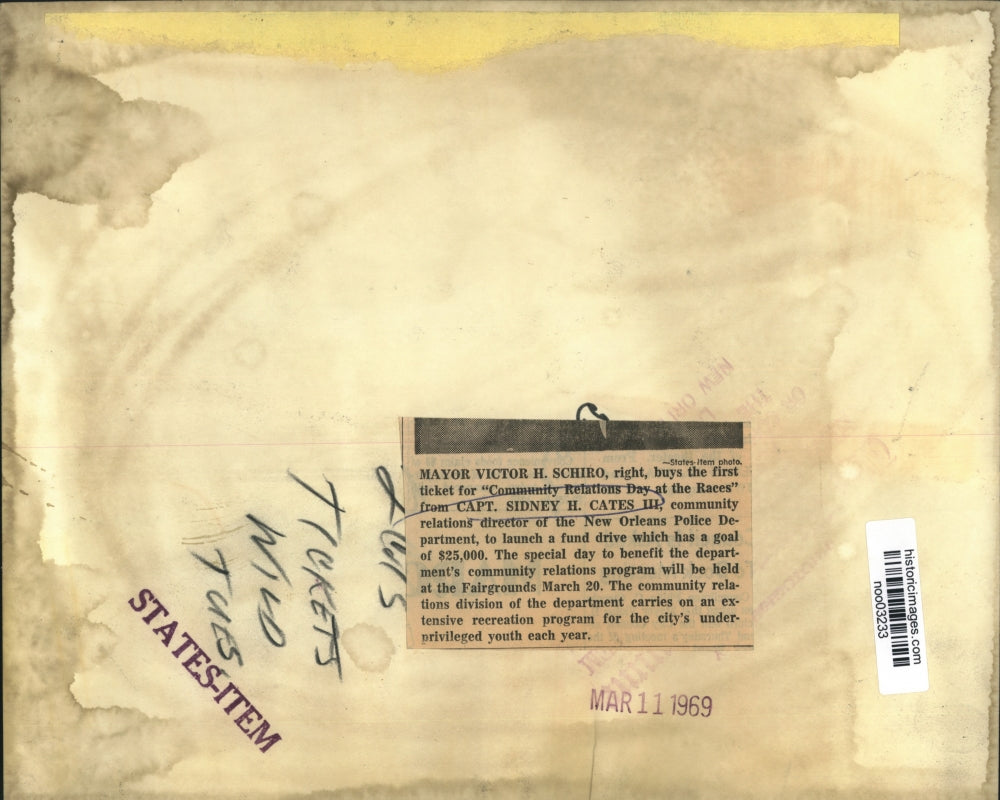 —States-Item photo.
MAYOR VICTOR H. SCHIRO, right, buys the first
ticket for “Community Relations Day at the Races”
from CAPT. SIDNEY H. CATES III, community
relations director of the New Orleans Police De-
partment, to launch a fund drive which has a goal
of $25,000. The special day to benefit the depart-
ment's community relations program will be held
at the Fairgrounds March 20. The community rela-
tions division of the department carries on an ex-
tensive recreation program for the city's under-
privileged youth each year.
MAR 11 1969
STATES-ITEM
TICKETS
TUES
historicimages.com
noo03233
NEW OR